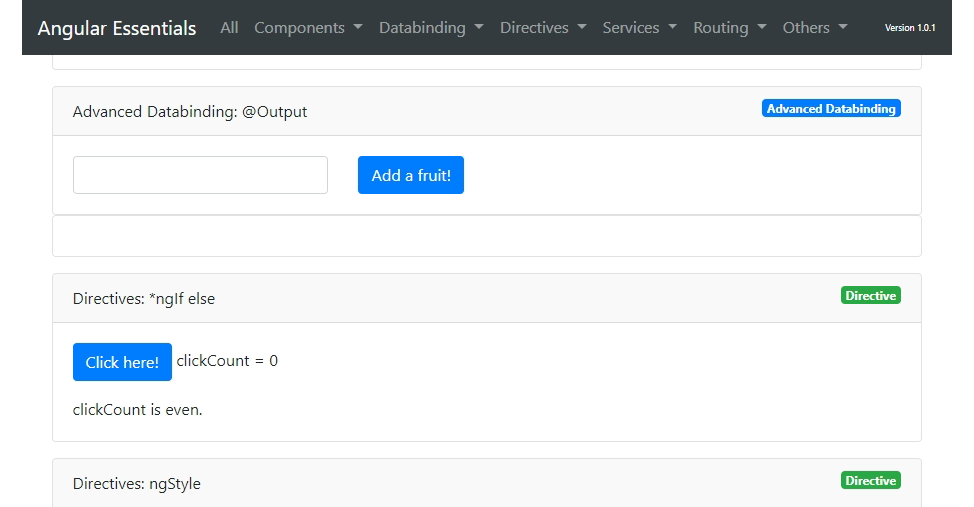 Angular Essentials All Components Databinding Directives Services Routing Others Version 1.0.1
Advanced Databinding: @Output Advanced Databinding
Add a fruit!
Directives: *ngIf else Directive
Click here! clickCount = 0
clickCount is even.
Directives: ngStyle Directive